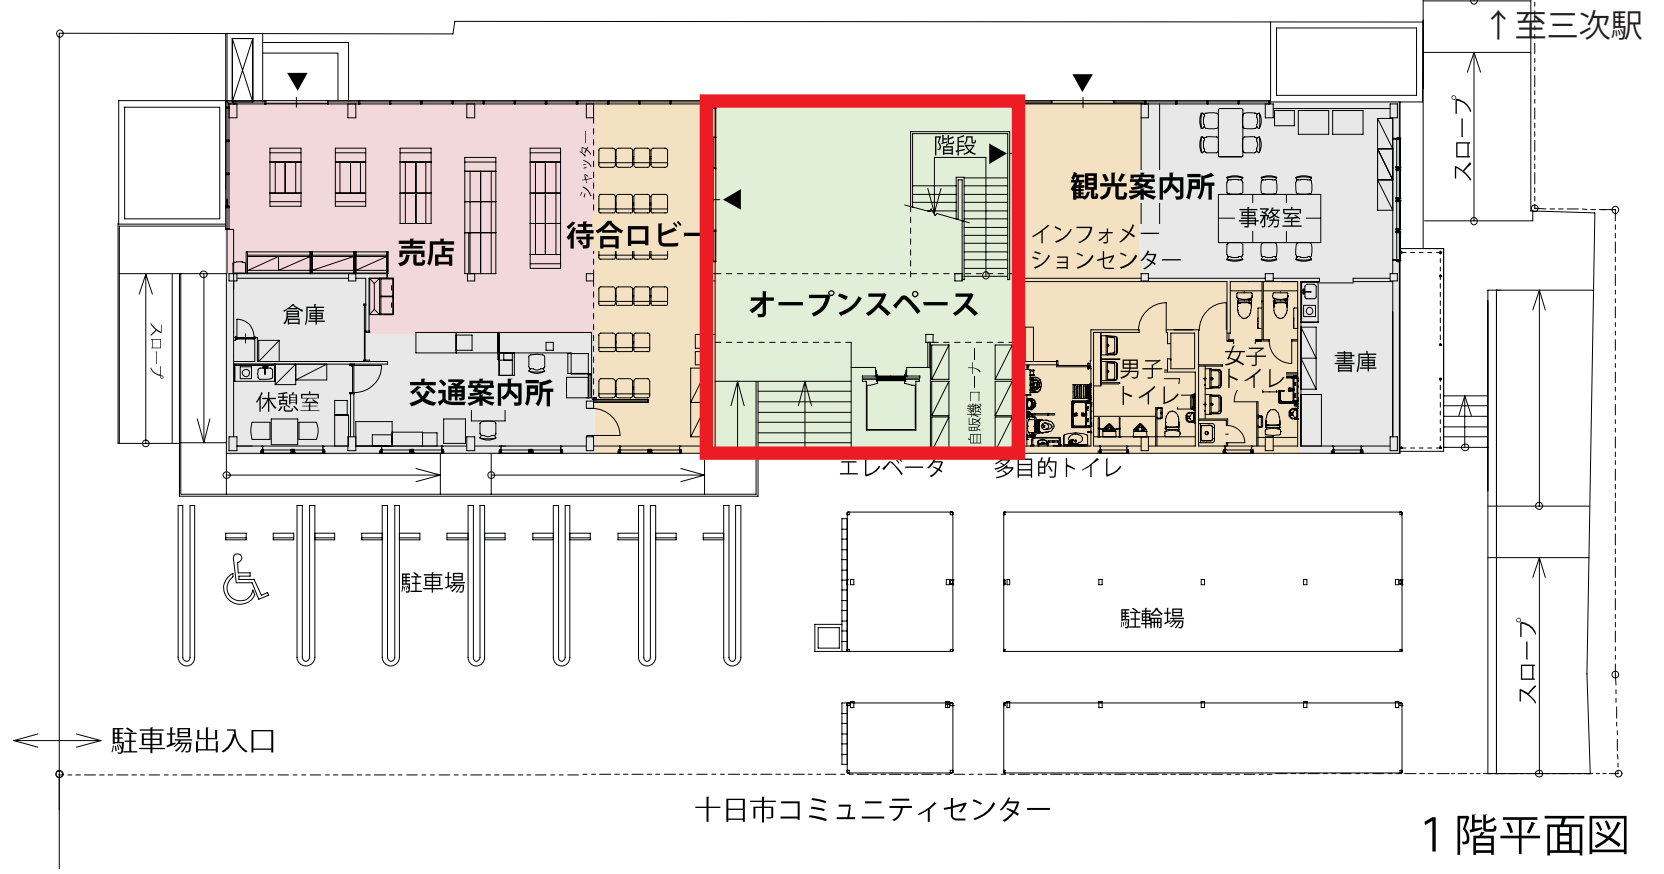 ↑至三次駅
スロープ
シャッター
階段
観光案内所
事務室
待合ロビー
売店
インフォメー
ションセンター
オープンスペース
倉庫
スロープ
書庫
女子
トイレ
男子
トイレ
交通案内所
休憩室
自販機コーナー
エレベータ
多目的トイレ
駐車場
駐輪場
スロープ
駐車場出入口
十日市コミュニティセンター
1階平面図